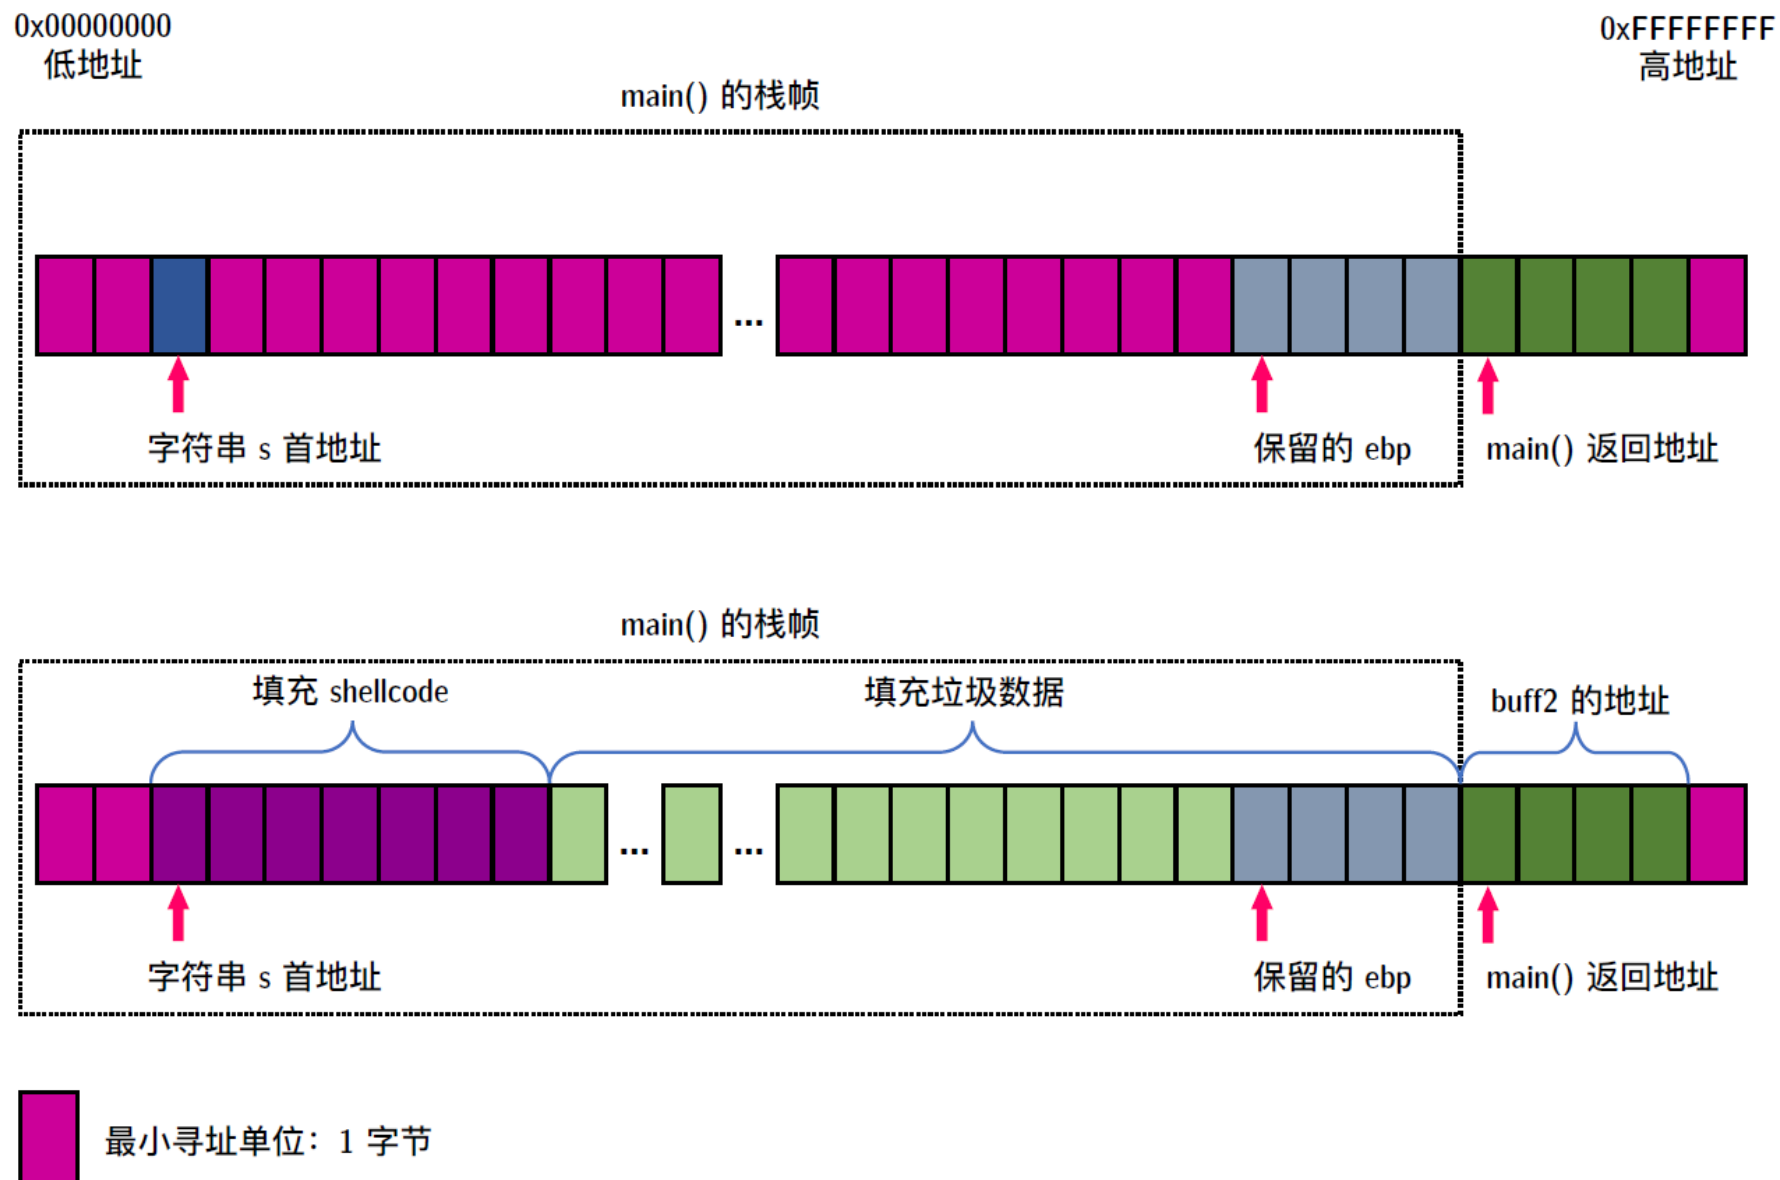 0x00000000
低地址
0xFFFFFFFF
高地址
main() 的栈帧
...
字符串 s 首地址
保留的 ebp
main() 返回地址
main() 的栈帧
填充 shellcode
填充垃圾数据
buff2 的地址
... ...
字符串 s 首地址
保留的 ebp
main() 返回地址
最小寻址单位：1 字节